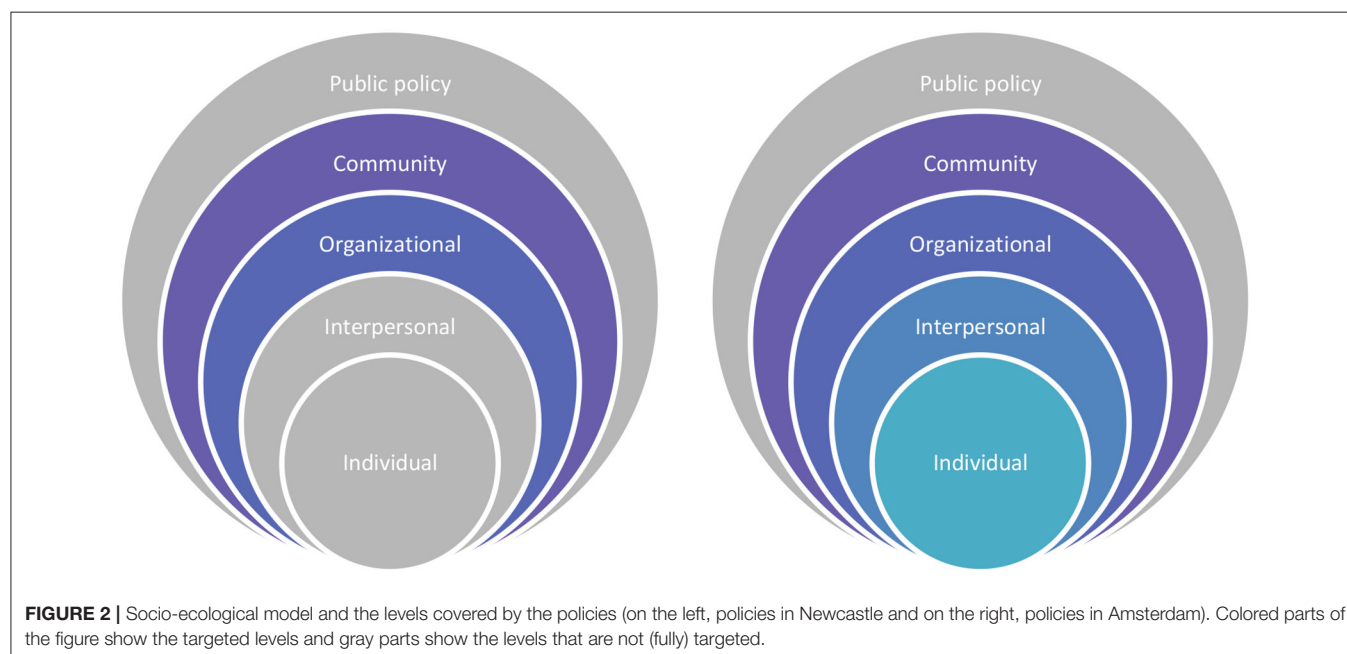 Public policy
Community
Organizational
Interpersonal
Individual
Public policy
Community
Organizational
Interpersonal
Individual
FIGURE 2 | Socio-ecological model and the levels covered by the policies (on the left, policies in Newcastle and on the right, policies in Amsterdam). Colored parts of
the figure show the targeted levels and gray parts show the levels that are not (fully) targeted.